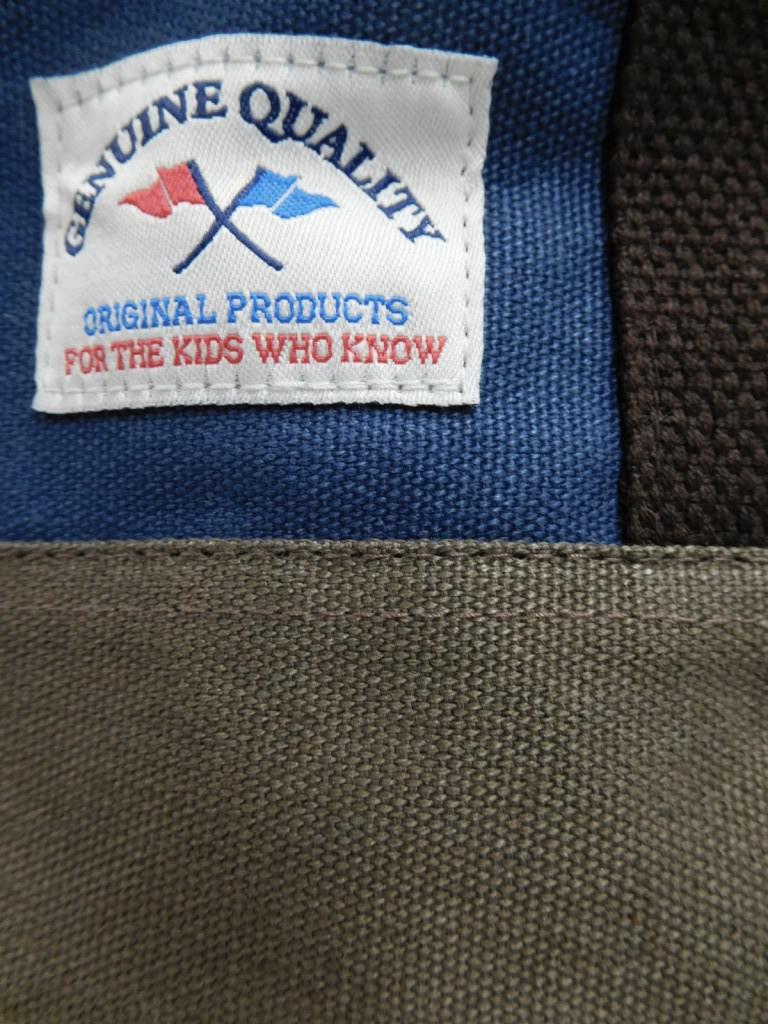 GENUINE QUALITY
ORIGINAL PRODUCTS
FOR THE KIDS WHO KNOW